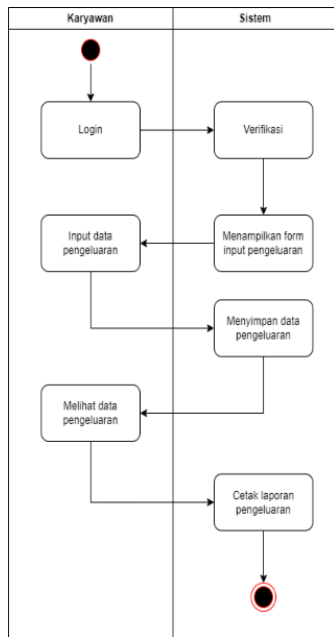 Karyawan
Sistem
Login
Verifikasi
Input data
pengeluaran
Menampilkan form
input pengeluaran
Menyimpan data
pengeluaran
Melihat data
pengeluaran
Cetak laporan
pengeluaran